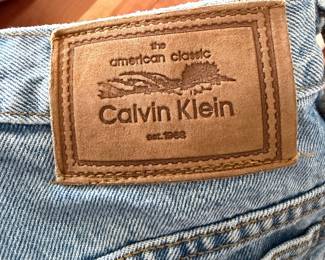 the
american classic
Calvin Klein
est. 1968